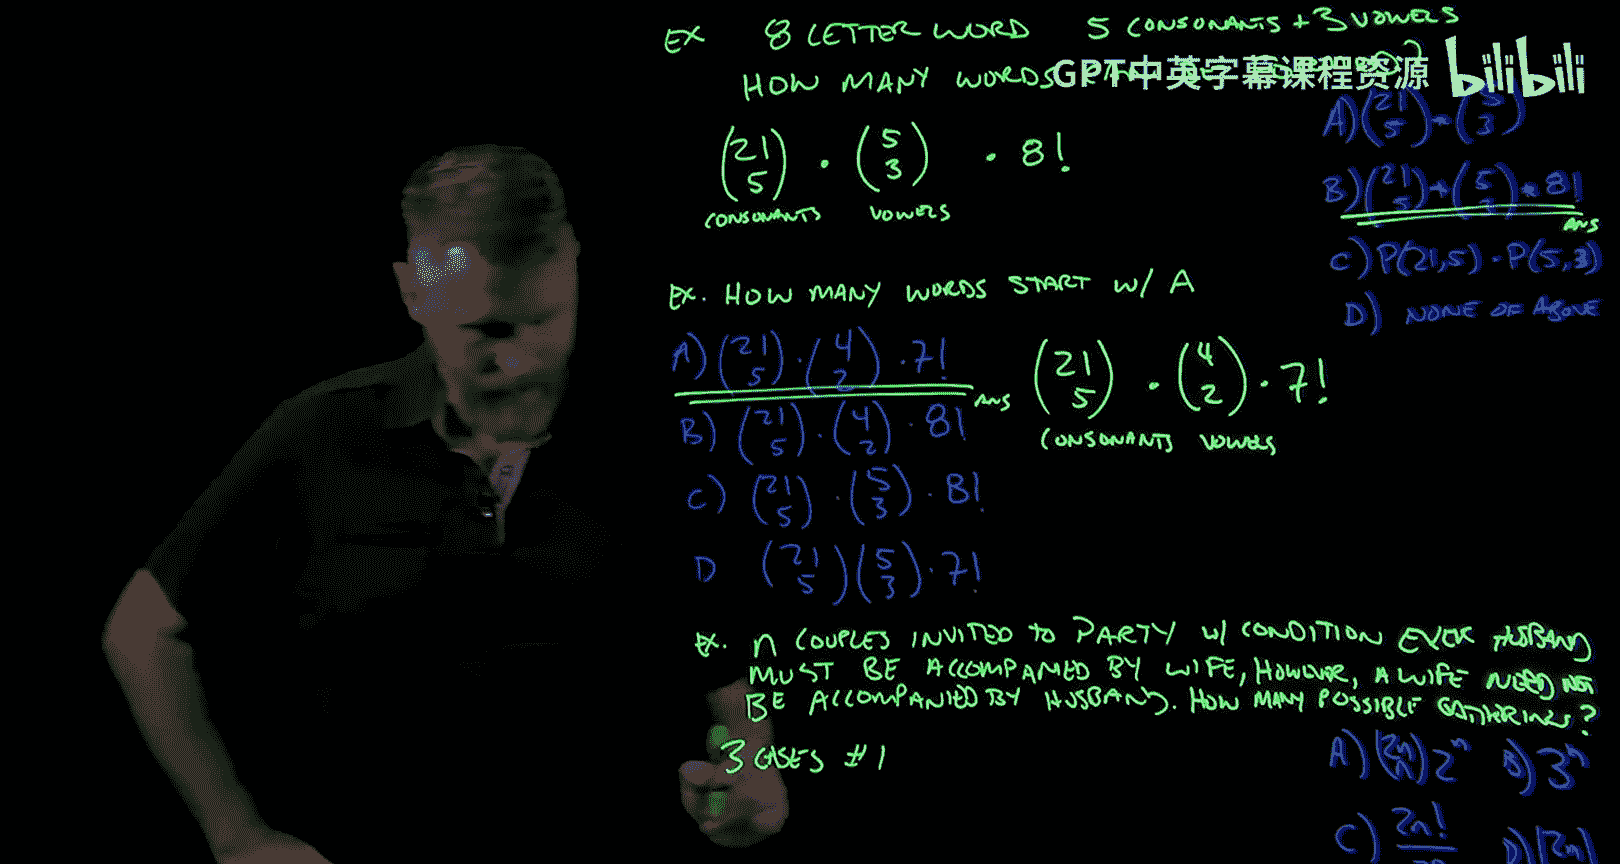 EX 8 LETTER WORD 5 CONSONANTS + 3 VOWELS
HOW MANY WORDS
GPT中英字幕课程资源 bilibili
(21 5) · (5 3) · 8!
CONSONANTS VOWELS
A) (21 5) · (5 3)
B) (21 5) · (5 3) · 8!
ANS
C) P(21,5) · P(5,3)
D) NONE OF ABOVE
EX. HOW MANY WORDS START W/ A
A) (21 5) · (4 2) · 7!
ANS
B) (21 5) · (4 2) · 8!
C) (21 5) · (5 3) · 8!
D (21 5) (5 3) · 7!
(21 5) · (4 2) · 7!
CONSONANTS VOWELS
EX. n COUPLES INVITED TO PARTY W/ CONDITION HUSBAND
MUST BE ACCOMPANIED BY WIFE, HOWEVER, A WIFE NEED NOT
BE ACCOMPANIED BY HUSBAND. HOW MANY POSSIBLE GATHERINGS?
3 CASES #1
A) (2n n) 2^n B) 3^n
C) 2n! D) (2n)